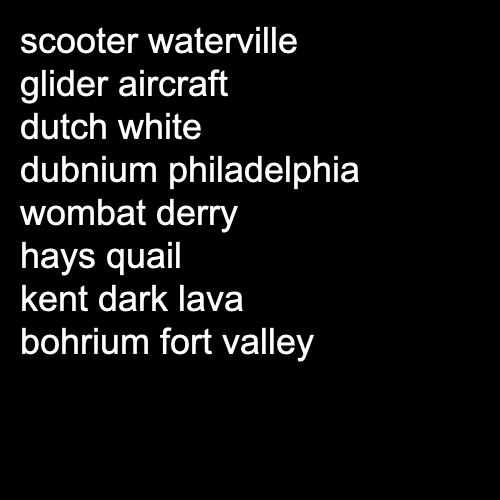 scooter waterville
glider aircraft
dutch white
dubnium philadelphia
wombat derry
hays quail
kent dark lava
bohrium fort valley